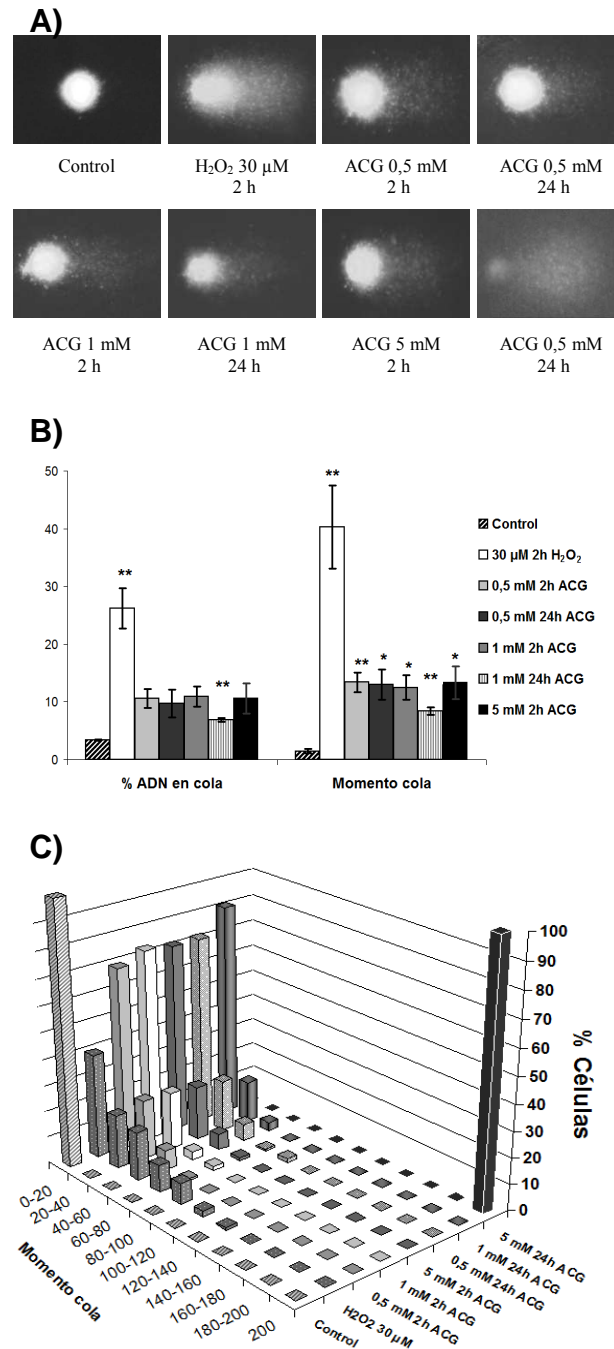 A)
Control
H₂O₂ 30 µM
2 h
ACG 0,5 mM
2 h
ACG 0,5 mM
24 h
ACG 1 mM
2 h
ACG 1 mM
24 h
ACG 5 mM
2 h
ACG 0,5 mM
24 h
B)
50
40
30
20
10
0
**
**
**
**
*
*
**
*
% ADN en cola
Momento cola
Control
30 µM 2h H₂O₂
0,5 mM 2h ACG
0,5 mM 24h ACG
1 mM 2h ACG
1 mM 24h ACG
5 mM 2h ACG
C)
100
90
80
70
60
50
40
30
20
10
0
% Células
0-20
20-40
40-60
60-80
80-100
100-120
120-140
140-160
160-180
180-200
200
Momento cola
Control
H2O2 30 µM
0,5 mM 2h ACG
1 mM 2h ACG
5 mM 2h ACG
0,5 mM 24h ACG
1 mM 24h ACG
5 mM 24h ACG